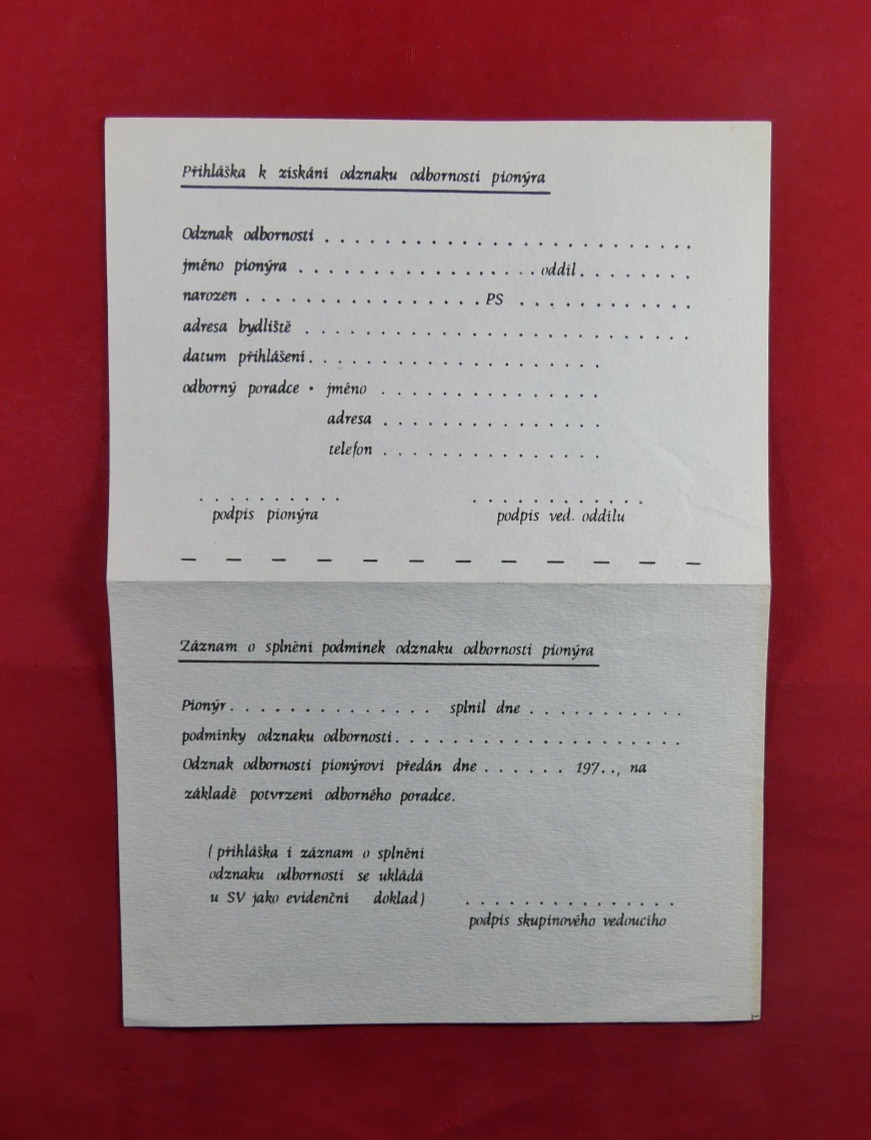 Přihláška k získání odznaku odbornosti pionýra
Odznak odbornosti . . . . . . . . . . . . . . . . . . . . . . . . .
jméno pionýra . . . . . . . . . . . . . . . . . . . oddíl . . . . . . . .
narozen . . . . . . . . . . . . . . . . . . . PS . . . . . . . . . . . .
adresa bydliště . . . . . . . . . . . . . . . . . . . . . . . . . .
datum přihlášení . . . . . . . . . . . . . . . . . . . .
odborný poradce • jméno . . . . . . . . . . . . . . .
adresa . . . . . . . . . . . . . . .
telefon . . . . . . . . . . . . . . .
. . . . . . . . . . . . . . . . . . . . .
podpis pionýra podpis ved. oddílu
— — — — — — — — — — — —
Záznam o splnění podmínek odznaku odbornosti pionýra
Pionýr . . . . . . . . . . . . . . splnil dne . . . . . . . . . . .
podmínky odznaku odbornosti . . . . . . . . . . . . . . . . . . . .
Odznak odbornosti pionýrovi předán dne . . . . . . 197 . . , na
základě potvrzení odborného poradce.
( přihláška i záznam o splnění
odznaku odbornosti se ukládá
u SV jako evidenční doklad )
. . . . . . . . . . . . . . .
podpis skupinového vedoucího